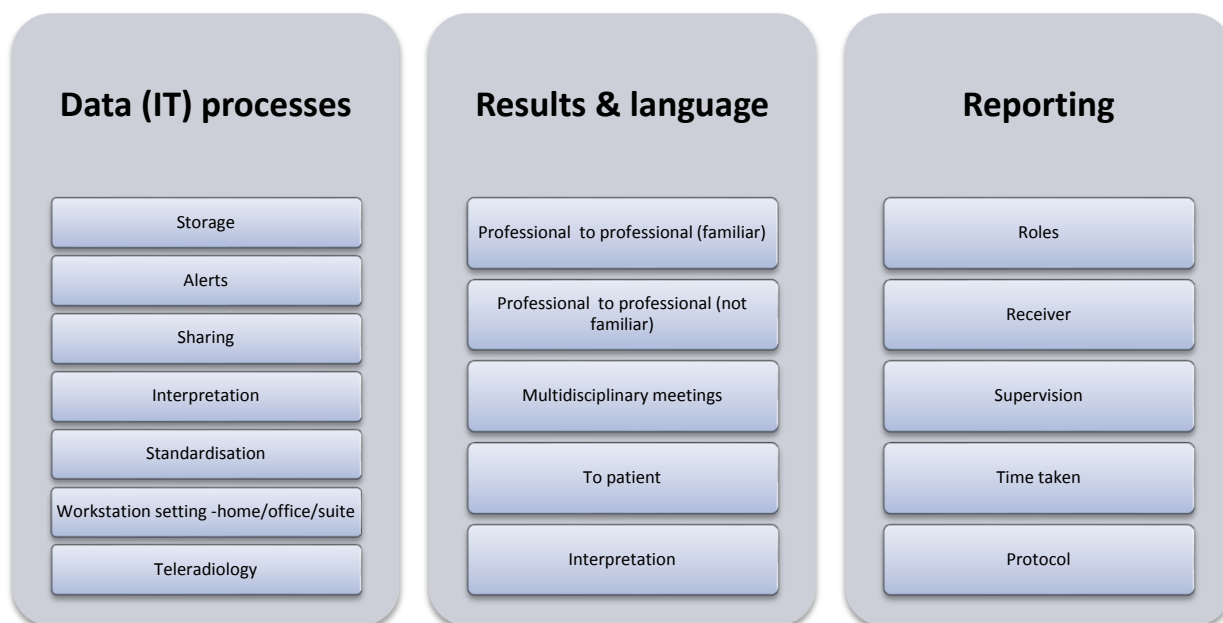 Data (IT) processes
Storage
Alerts
Sharing
Interpretation
Standardisation
Workstation setting -home/office/suite
Teleradiology
Results & language
Professional  to professional (familiar)
Professional  to professional (not
familiar)
Multidisciplinary meetings
To patient
Interpretation
Reporting
Roles
Receiver
Supervision
Time taken
Protocol